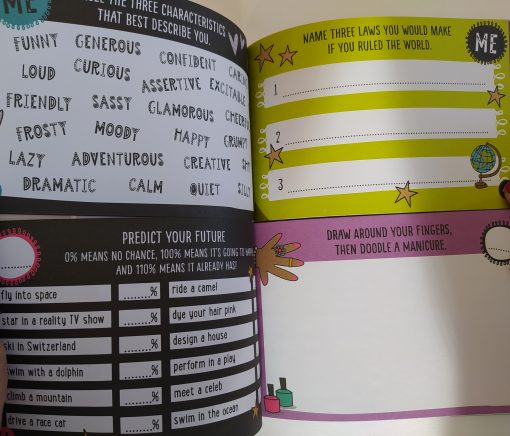 THE THREE CHARACTERISTICS
THAT BEST DESCRIBE YOU.
FUNNY GENEROUS CONFIDENT
LOUD CURIOUS ASSERTIVE EXCITABLE
FRIENDLY SASSY GLAMOROUS
FROSTY MOODY HAPPY GRUMPY
LAZY ADVENTUROUS CREATIVE
DRAMATIC CALM QUIET
NAME THREE LAWS YOU WOULD MAKE
IF YOU RULED THE WORLD.
ME
1
2
3
PREDICT YOUR FUTURE
0% MEANS NO CHANCE, 100% MEANS IT'S GOING TO
AND 110% MEANS IT ALREADY HAS!
fly into space ........%
star in a reality TV show ........%
ski in Switzerland ........%
swim with a dolphin ........%
climb a mountain ........%
drive a race car ........%
ride a camel
dye your hair pink
design a house
perform in a play
meet a celeb
swim in the ocean
DRAW AROUND YOUR FINGERS,
THEN DOODLE A MANICURE.